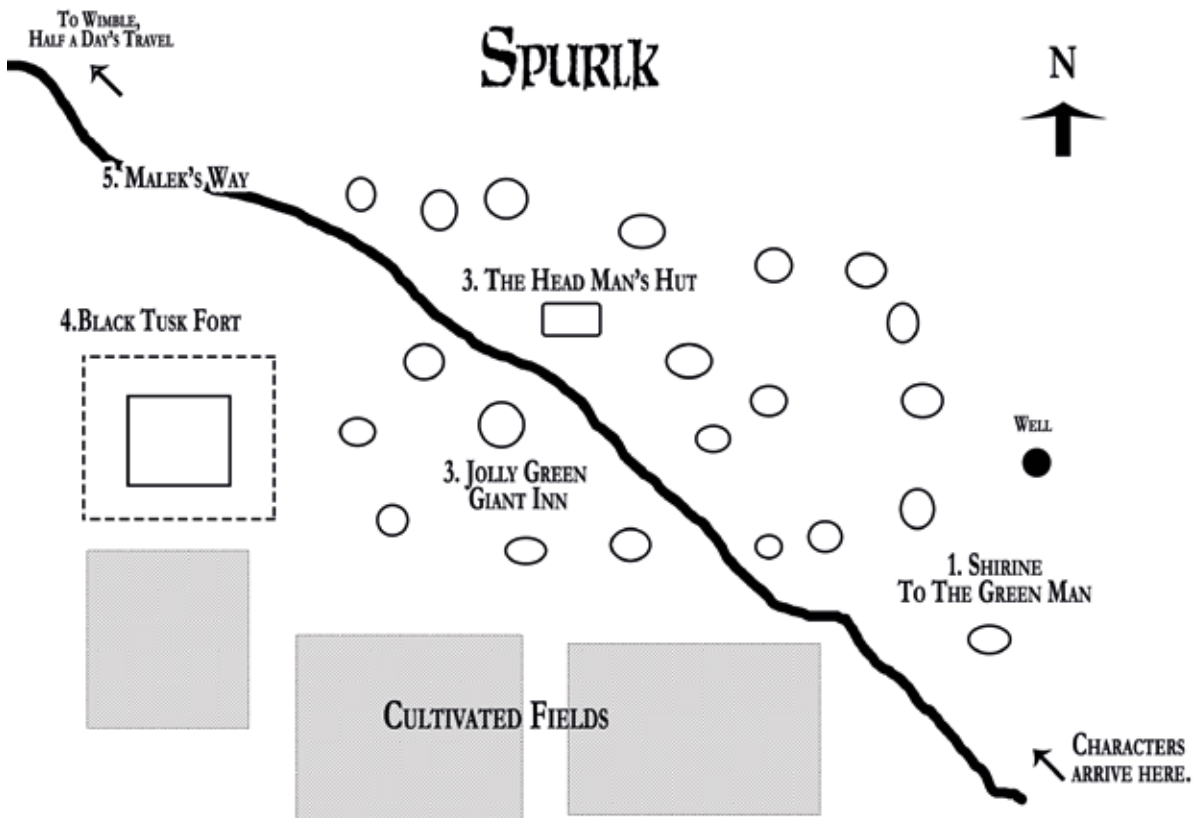 To Wimble,
Half a Day's Travel
Spurlk
N
5. Malek's Way
3. The Head Man's Hut
4.Black Tusk Fort
Well
3. Jolly Green
Giant Inn
1. Shirine
To The Green Man
Cultivated Fields
Characters
arrive here.